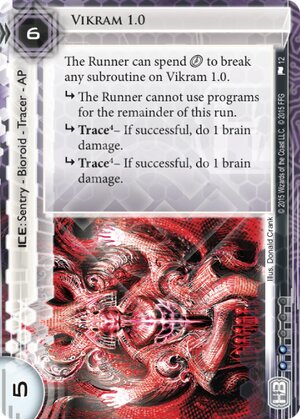 Vikram 1.0
6
The Runner can spend to break
any subroutine on Vikram 1.0.
The Runner cannot use programs
for the remainder of this run.
Trace⁴– If successful, do 1 brain
damage.
Trace⁴– If successful, do 1 brain
damage.
ICE: Sentry - Bioroid - Tracer - AP
12
© 2015 Wizards of the Coast LLC. © 2015 FFG
Illus. Donald Crank
5
HB